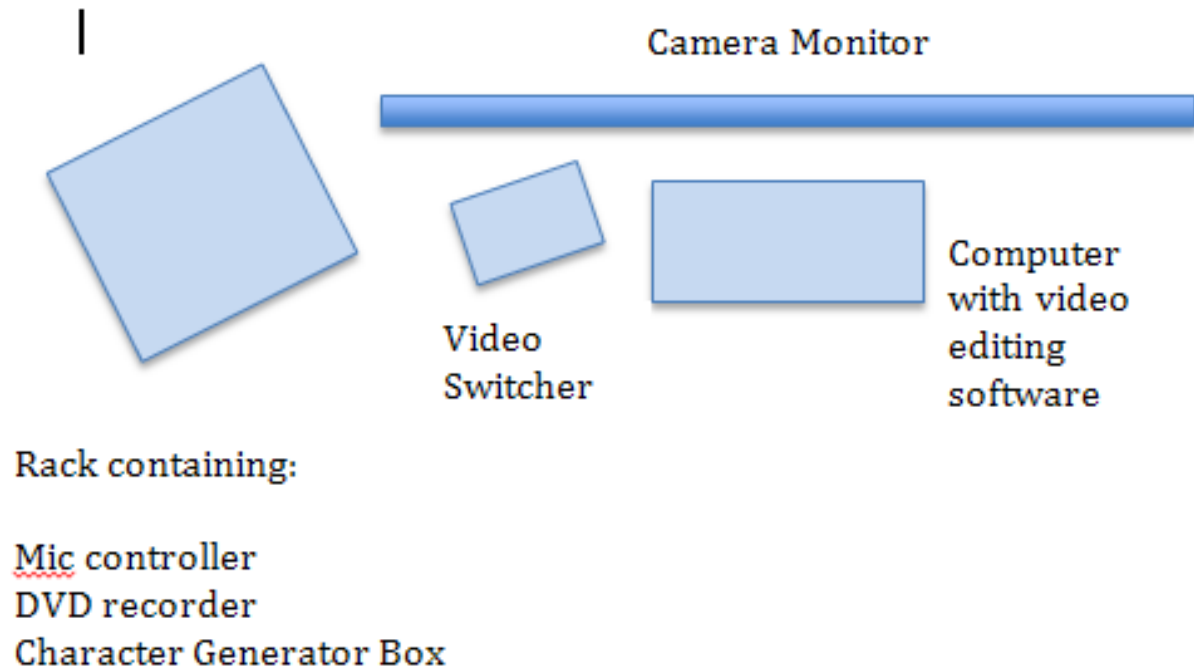 Camera Monitor
Video
Switcher
Computer
with video
editing
software
Rack containing:
Mic controller
DVD recorder
Character Generator Box